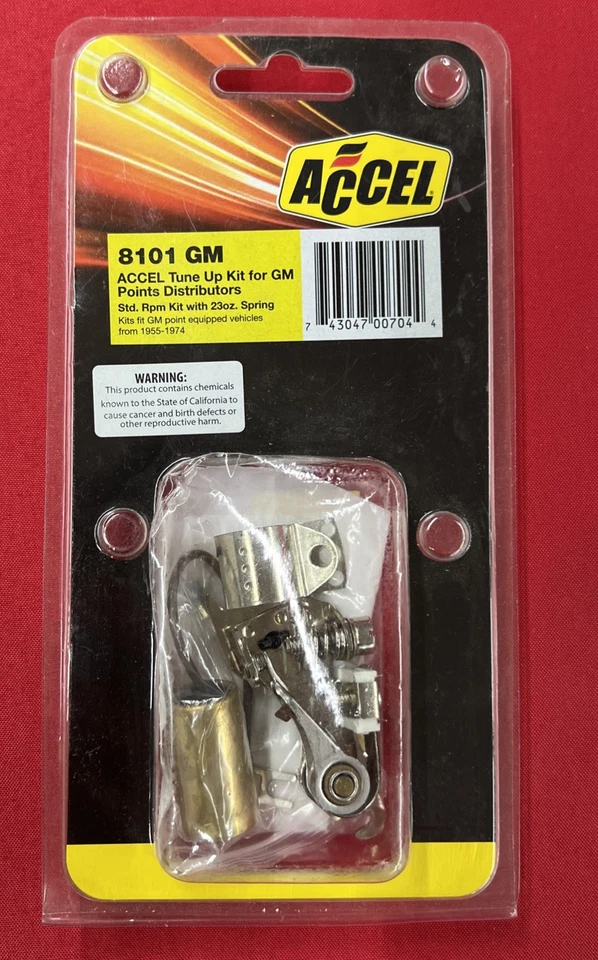 ACCEL
8101 GM
ACCEL Tune Up Kit for GM
Points Distributors
Std. Rpm Kit with 23oz. Spring
Kits fit GM point equipped vehicles
from 1955-1974
7 43047 00704 4
WARNING:
This product contains chemicals
known to the State of California to
cause cancer and birth defects or
other reproductive harm.